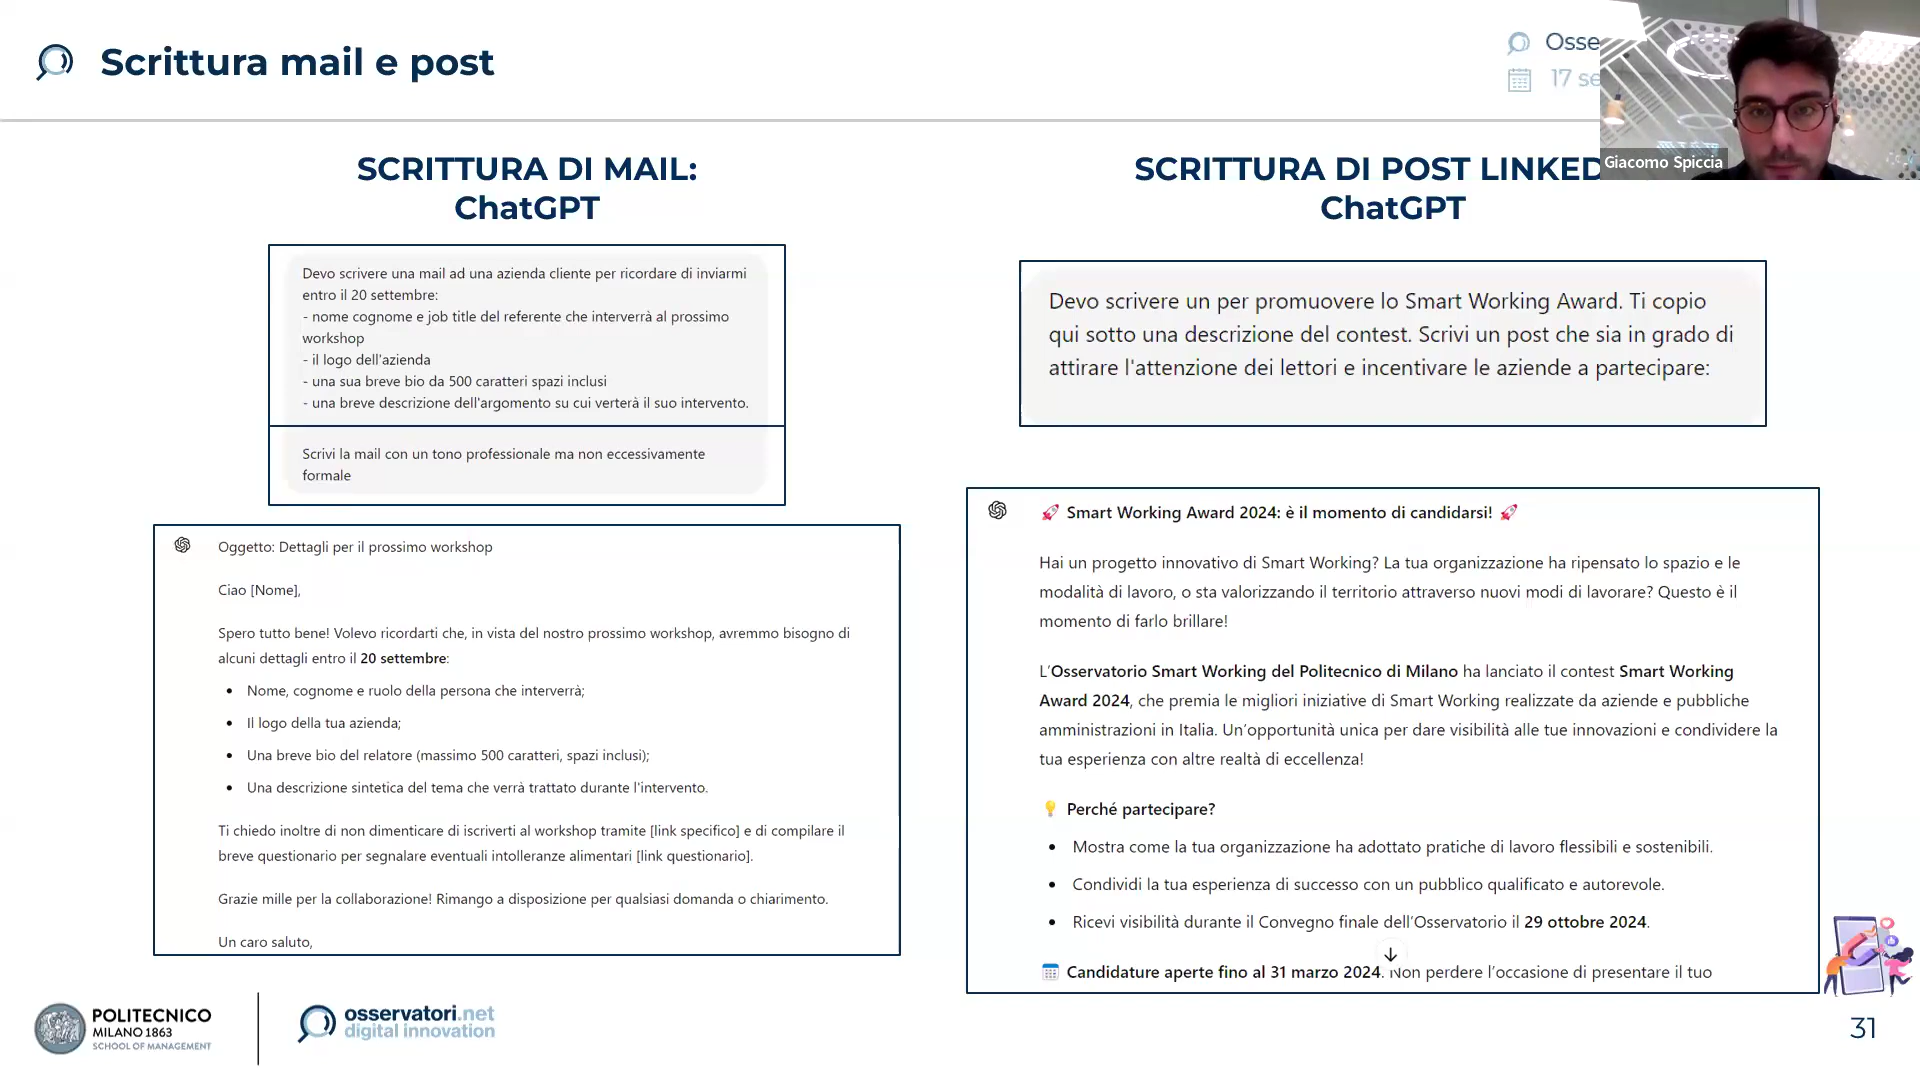 Scrittura mail e post
Osse
17 se
Giacomo Spiccia
SCRITTURA DI MAIL:
ChatGPT
Devo scrivere una mail ad una azienda cliente per ricordare di inviarmi
entro il 20 settembre:
- nome cognome e job title del referente che interverrà al prossimo
workshop
- il logo dell'azienda
- una sua breve bio da 500 caratteri spazi inclusi
- una breve descrizione dell'argomento su cui verterà il suo intervento.
Scrivi la mail con un tono professionale ma non eccessivamente
formale
Oggetto: Dettagli per il prossimo workshop
Ciao [Nome],
Spero tutto bene! Volevo ricordarti che, in vista del nostro prossimo workshop, avremmo bisogno di
alcuni dettagli entro il 20 settembre:
• Nome, cognome e ruolo della persona che interverrà;
• Il logo della tua azienda;
• Una breve bio del relatore (massimo 500 caratteri, spazi inclusi);
• Una descrizione sintetica del tema che verrà trattato durante l'intervento.
Ti chiedo inoltre di non dimenticare di iscriverti al workshop tramite [link specifico] e di compilare il
breve questionario per segnalare eventuali intolleranze alimentari [link questionario].
Grazie mille per la collaborazione! Rimango a disposizione per qualsiasi domanda o chiarimento.
Un caro saluto,
SCRITTURA DI POST LINKED
ChatGPT
Devo scrivere un per promuovere lo Smart Working Award. Ti copio
qui sotto una descrizione del contest. Scrivi un post che sia in grado di
attirare l'attenzione dei lettori e incentivare le aziende a partecipare:
🚀 Smart Working Award 2024: è il momento di candidarsi! 🚀
Hai un progetto innovativo di Smart Working? La tua organizzazione ha ripensato lo spazio e le
modalità di lavoro, o sta valorizzando il territorio attraverso nuovi modi di lavorare? Questo è il
momento di farlo brillare!
L'Osservatorio Smart Working del Politecnico di Milano ha lanciato il contest Smart Working
Award 2024, che premia le migliori iniziative di Smart Working realizzate da aziende e pubbliche
amministrazioni in Italia. Un'opportunità unica per dare visibilità alle tue innovazioni e condividere la
tua esperienza con altre realtà di eccellenza!
💡 Perché partecipare?
• Mostra come la tua organizzazione ha adottato pratiche di lavoro flessibili e sostenibili.
• Condividi la tua esperienza di successo con un pubblico qualificato e autorevole.
• Ricevi visibilità durante il Convegno finale dell'Osservatorio il 29 ottobre 2024.
📅 Candidature aperte fino al 31 marzo 2024. Non perdere l'occasione di presentare il tuo
POLITECNICO
MILANO 1863
SCHOOL OF MANAGEMENT
osservatori.net
digital innovation
31